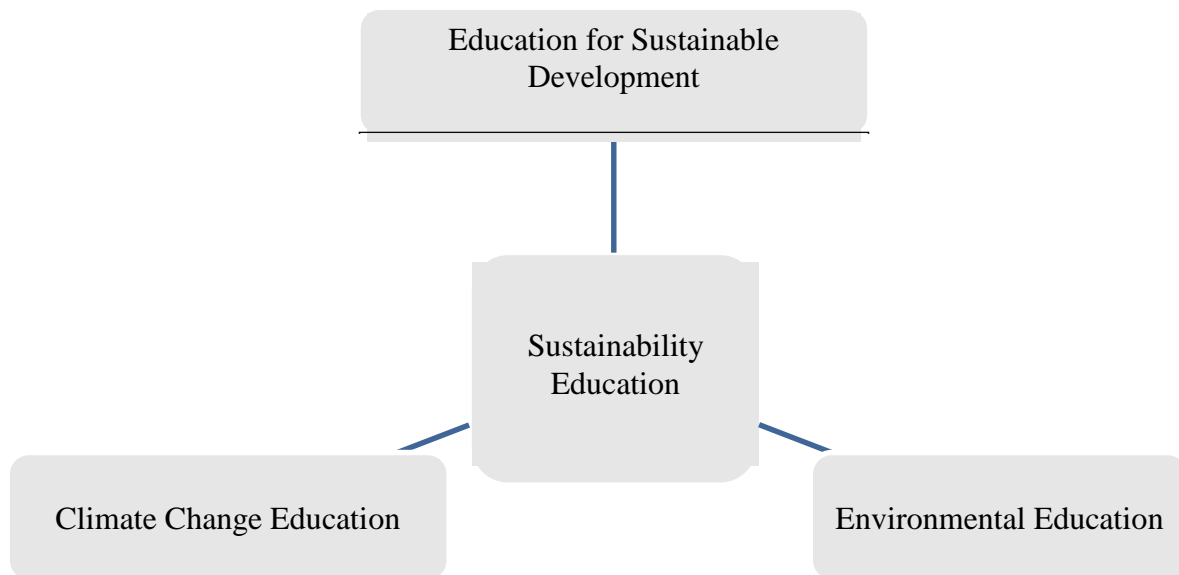 Education for Sustainable
Development
Sustainability
Education
Climate Change Education
Environmental Education